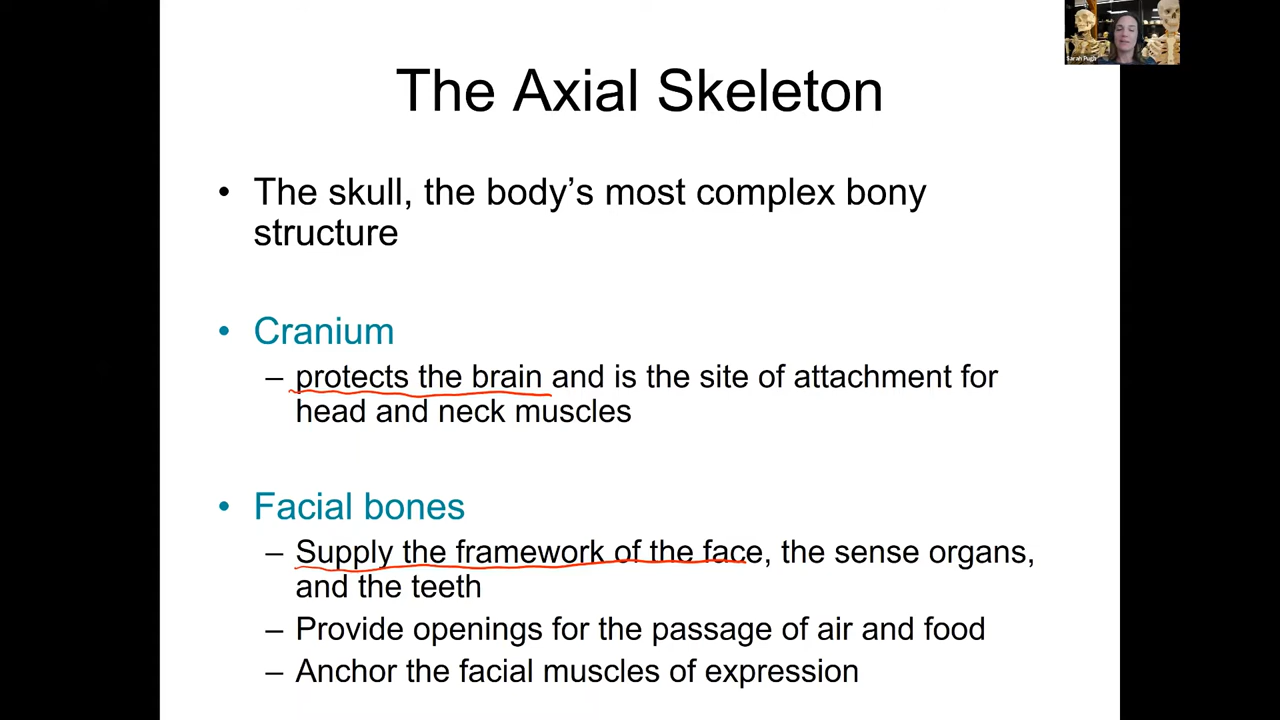 Sarah Pugh
The Axial Skeleton
• The skull, the body’s most complex bony
structure
• Cranium
– protects the brain and is the site of attachment for
head and neck muscles
• Facial bones
– Supply the framework of the face, the sense organs,
and the teeth
– Provide openings for the passage of air and food
– Anchor the facial muscles of expression